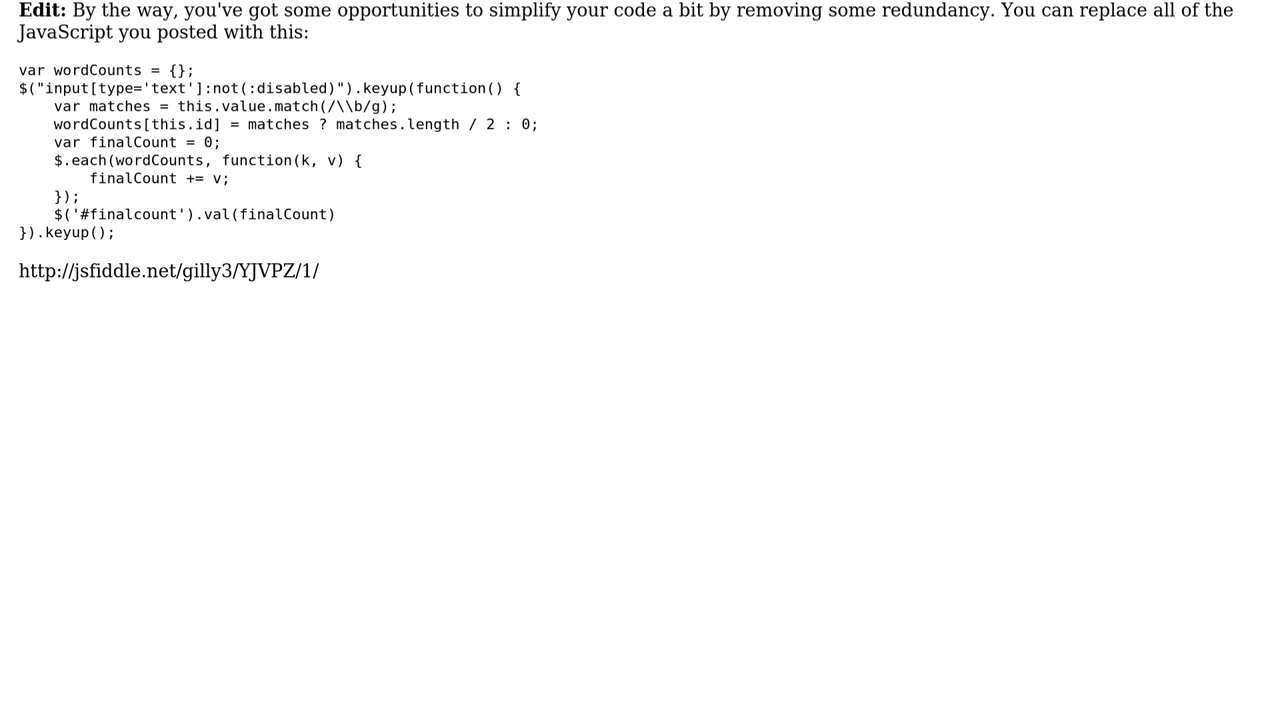 Edit: By the way, you've got some opportunities to simplify your code a bit by removing some redundancy. You can replace all of the
JavaScript you posted with this:
var wordCounts = {};
$("input[type='text']:not(:disabled)").keyup(function() {
    var matches = this.value.match(/\\b/g);
    wordCounts[this.id] = matches ? matches.length / 2 : 0;
    var finalCount = 0;
    $.each(wordCounts, function(k, v) {
        finalCount += v;
    });
    $('#finalcount').val(finalCount)
}).keyup();
http://jsfiddle.net/gilly3/YJVPZ/1/